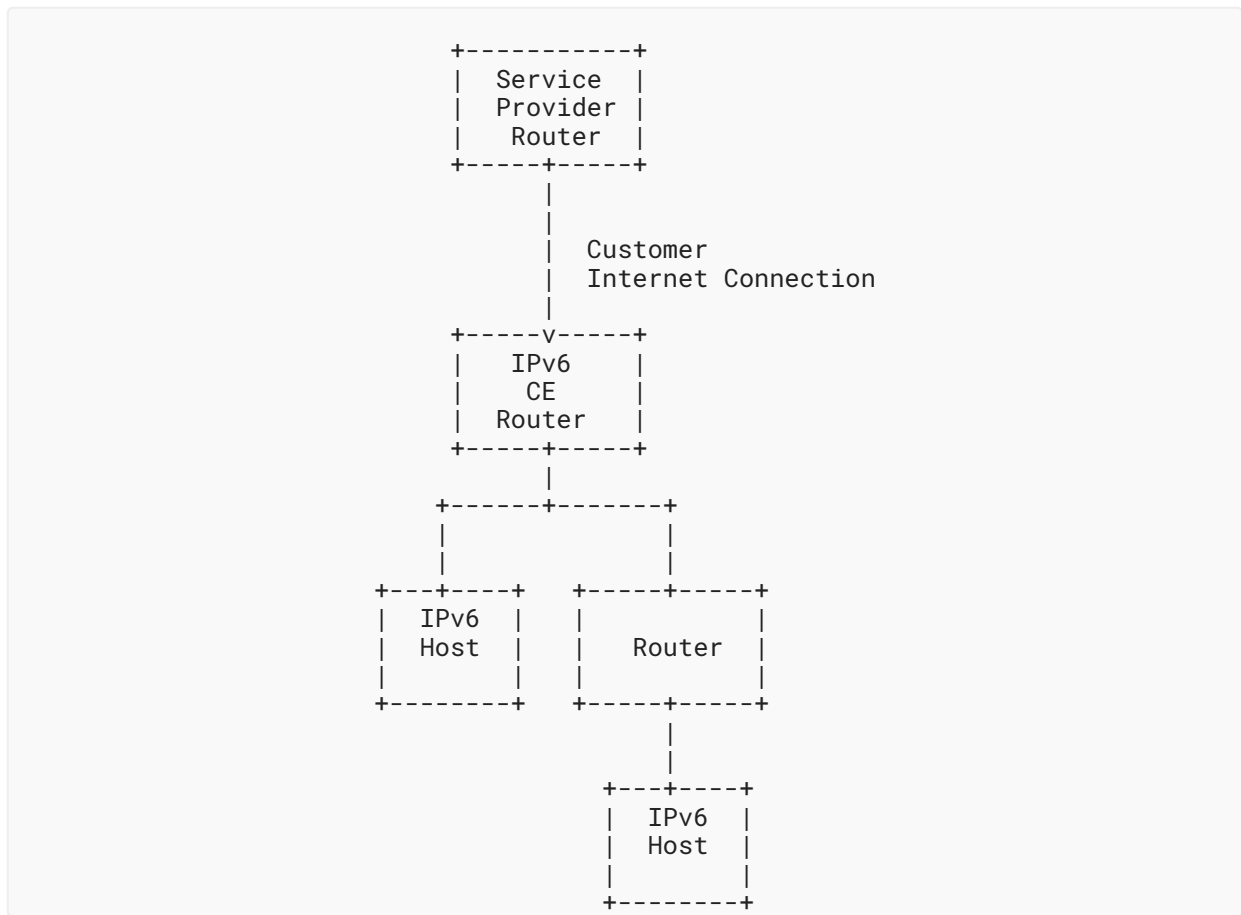 Service
Provider
Router
Customer
Internet Connection
IPv6
CE
Router
IPv6
Host
Router
IPv6
Host